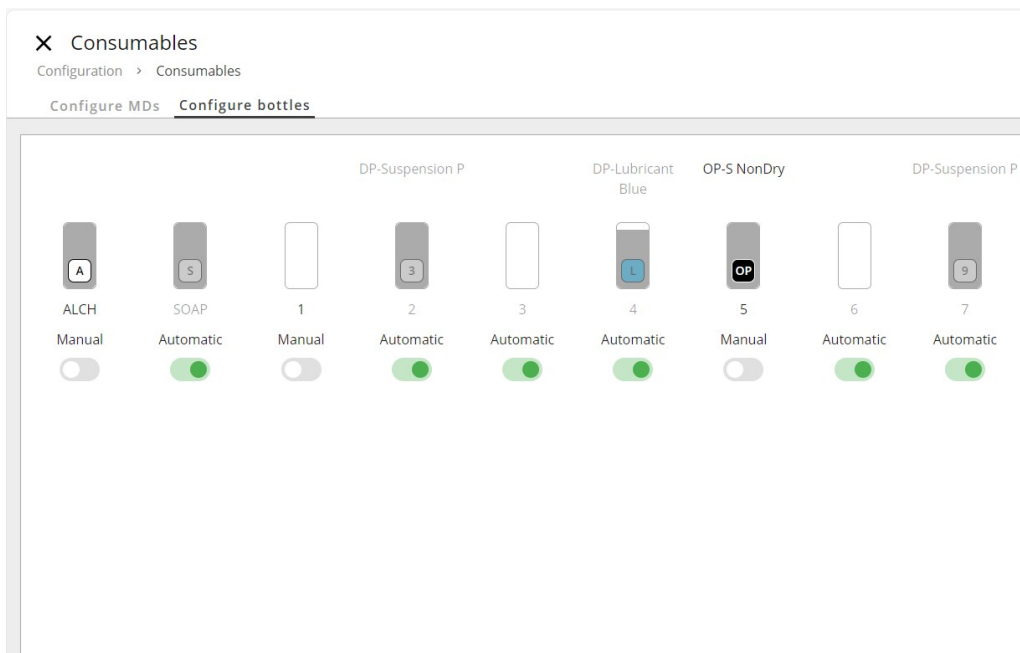 Consumables
Configuration > Consumables
Configure MDs Configure bottles
DP-Suspension P DP-Lubricant OP-S NonDry DP-Suspension P
Blue
A S 3 L OP 9
ALCH SOAP 1 2 3 4 5 6 7
Manual Automatic Manual Automatic Automatic Automatic Manual Automatic Automatic